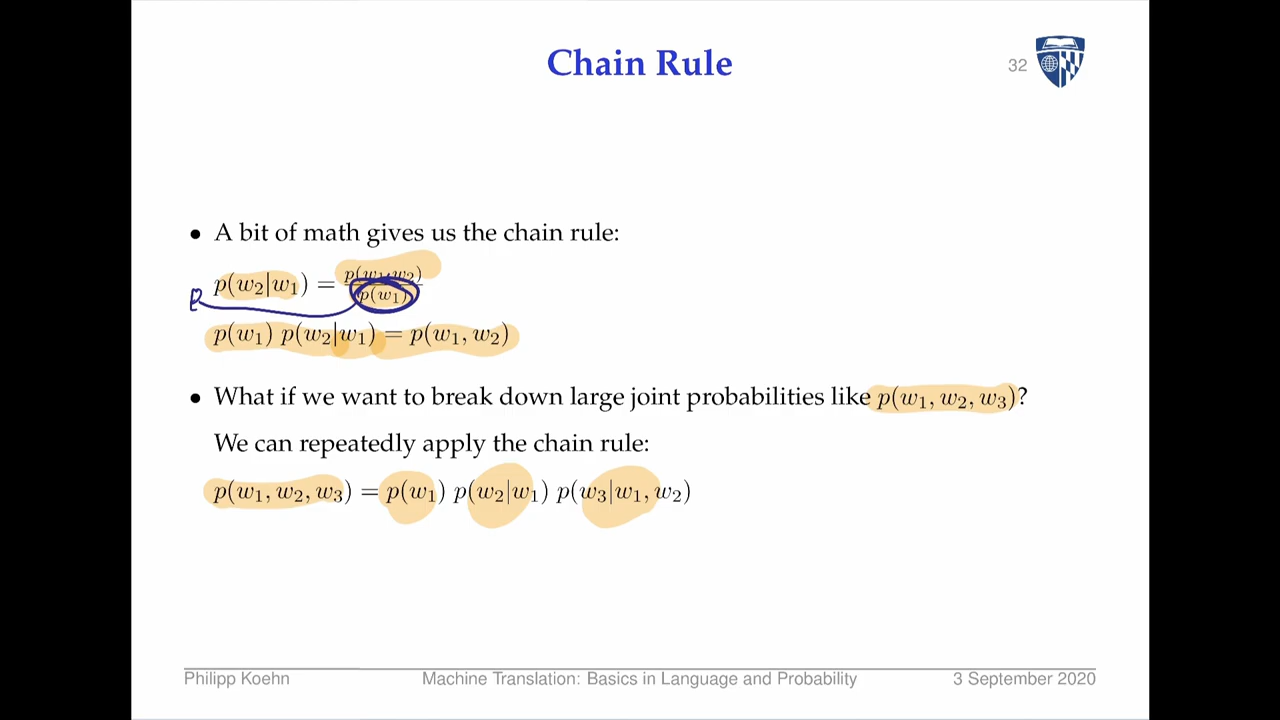 Chain Rule
32
• A bit of math gives us the chain rule:
p(w₂|w₁) = p(w₁,w₂) / p(w₁)
p(w₁) p(w₂|w₁) = p(w₁, w₂)
• What if we want to break down large joint probabilities like p(w₁, w₂, w₃)?
We can repeatedly apply the chain rule:
p(w₁, w₂, w₃) = p(w₁) p(w₂|w₁) p(w₃|w₁, w₂)
Philipp Koehn Machine Translation: Basics in Language and Probability 3 September 2020